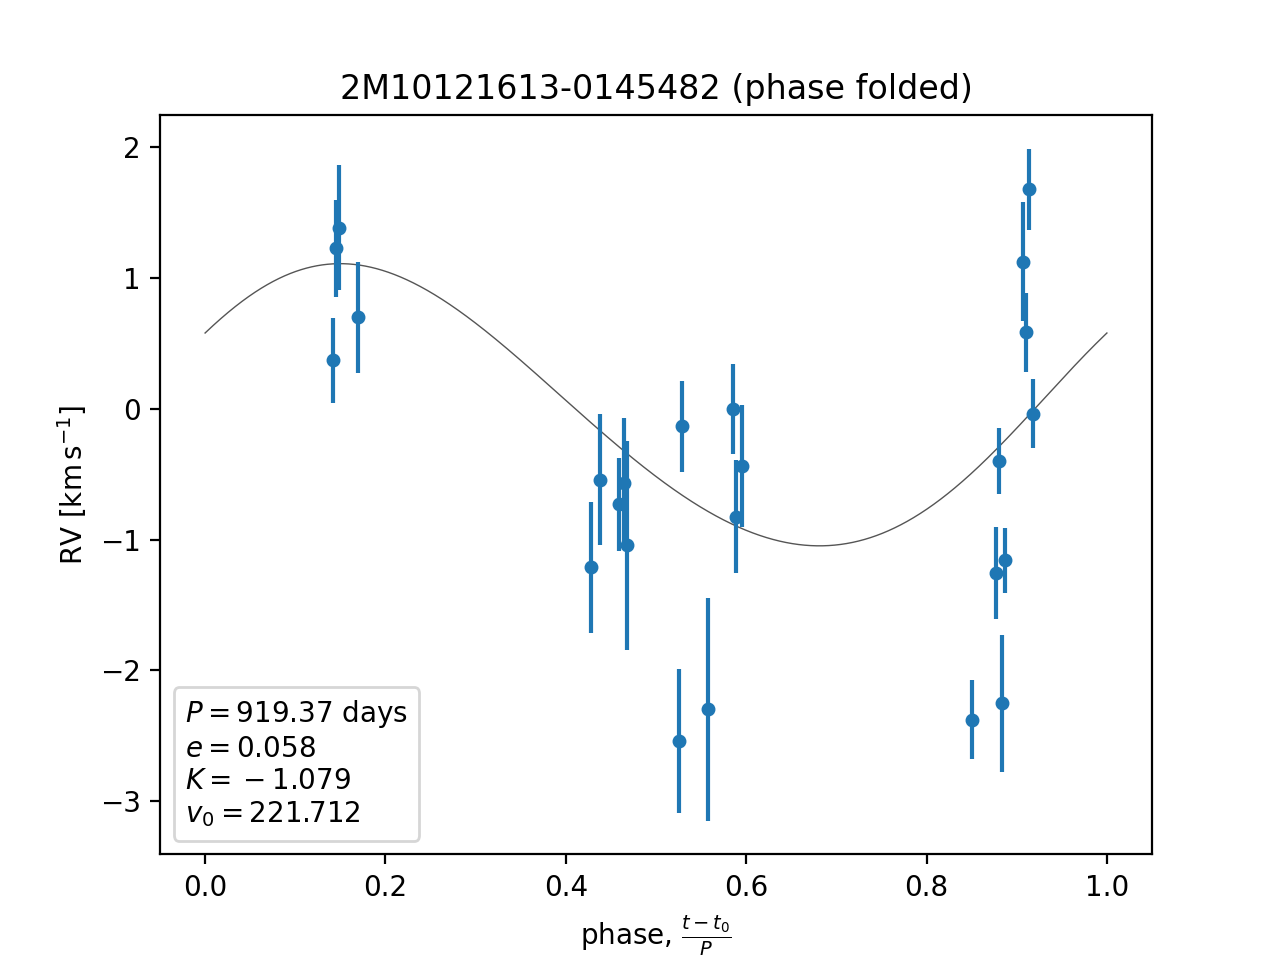 2M10121613-0145482 (phase folded)
RV [km s⁻¹]
2
1
0
−1
−2
−3
P = 919.37 days
e = 0.058
K = −1.079
v₀ = 221.712
0.0 0.2 0.4 0.6 0.8 1.0
phase, (t − t₀)/P